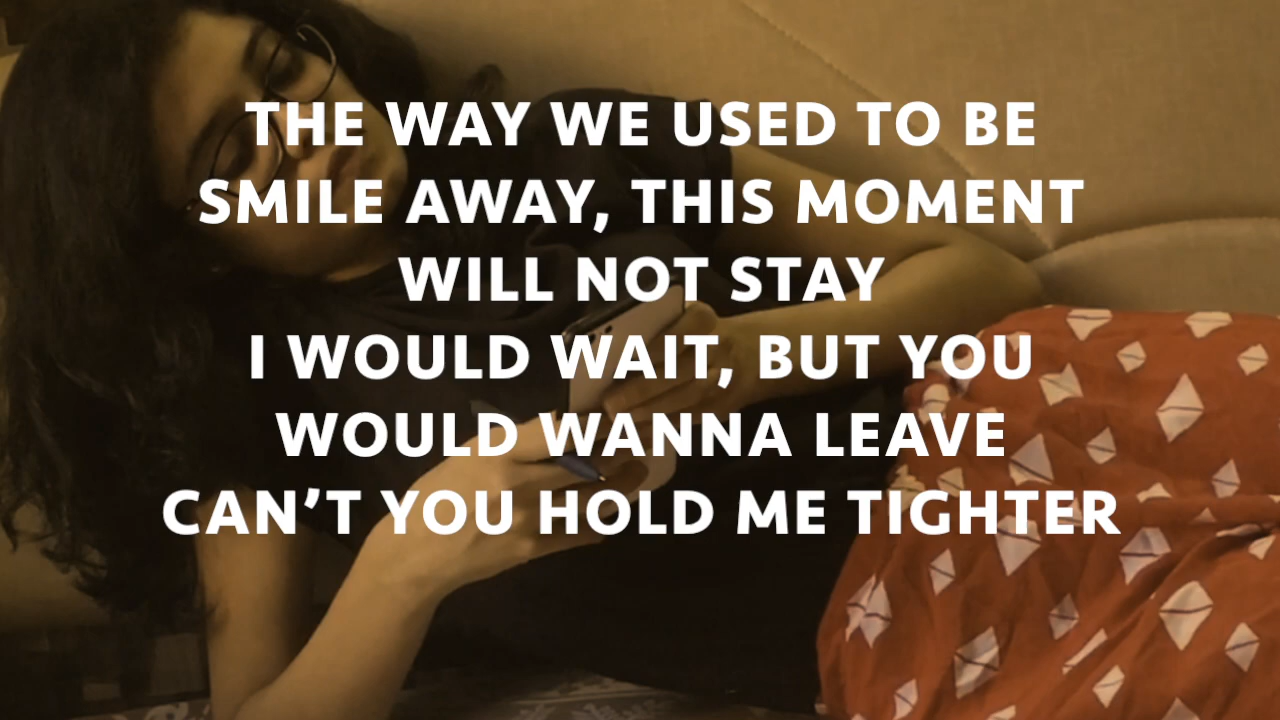 THE WAY WE USED TO BE
SMILE AWAY, THIS MOMENT
WILL NOT STAY
I WOULD WAIT, BUT YOU
WOULD WANNA LEAVE
CAN’T YOU HOLD ME TIGHTER